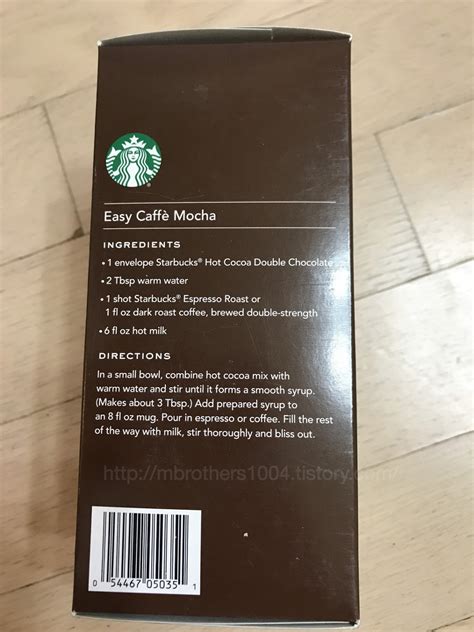 Easy Caffè Mocha
INGREDIENTS
• 1 envelope Starbucks® Hot Cocoa Double Chocolate
• 2 Tbsp warm water
• 1 shot Starbucks® Espresso Roast or
1 fl oz dark roast coffee, brewed double-strength
• 6 fl oz hot milk
DIRECTIONS
In a small bowl, combine hot cocoa mix with
warm water and stir until it forms a smooth syrup.
(Makes about 3 Tbsp.) Add prepared syrup to
an 8 fl oz mug. Pour in espresso or coffee. Fill the rest
of the way with milk, stir thoroughly and bliss out.
http://mbrothers1004.tistory.com/
0 54467 05035 1